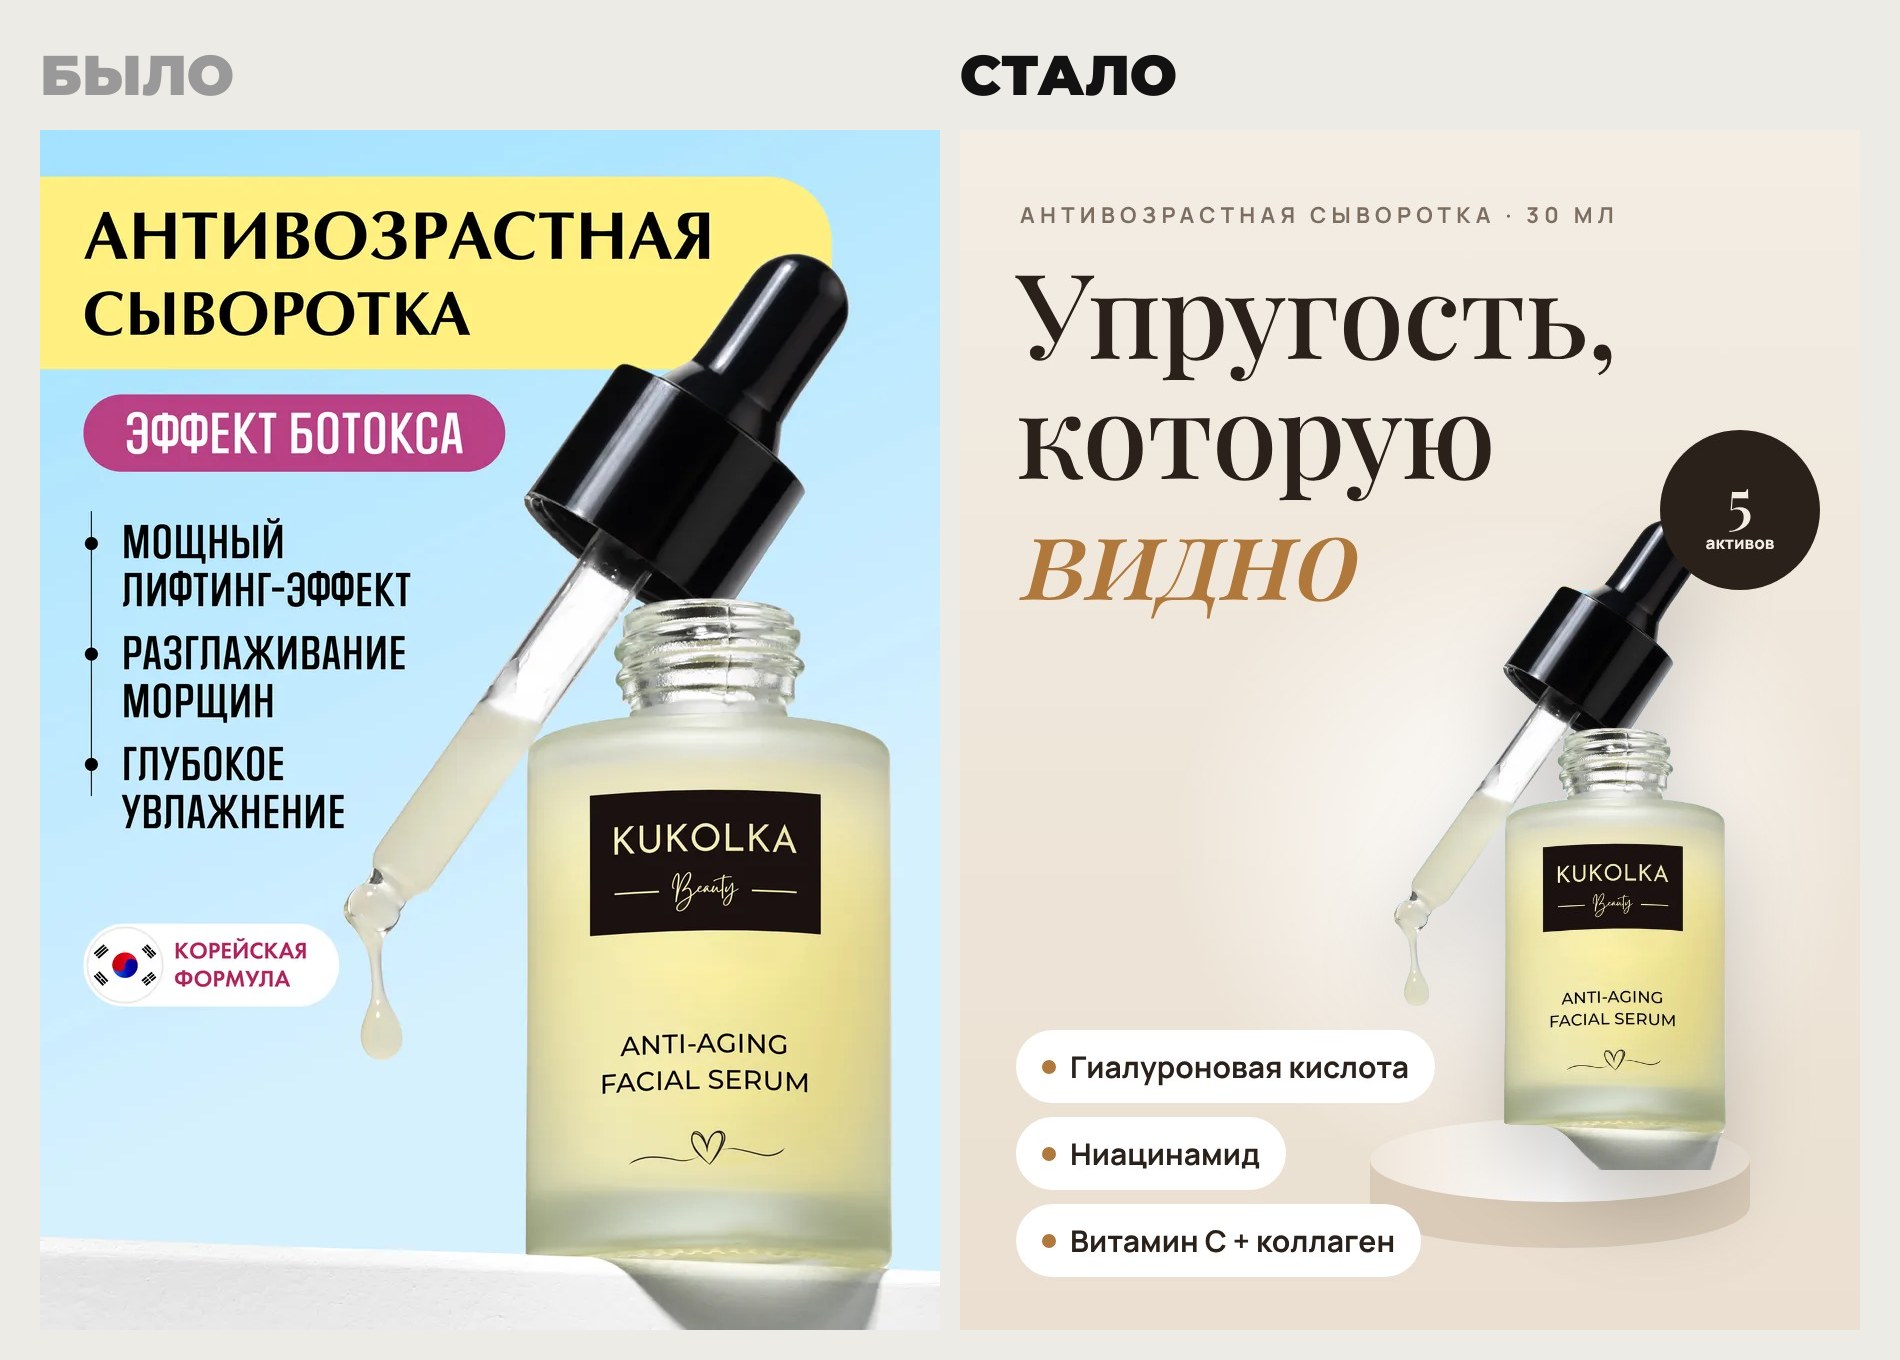 БЫЛО
АНТИВОЗРАСТНАЯ
СЫВОРОТКА
ЭФФЕКТ БОТОКСА
МОЩНЫЙ
ЛИФТИНГ-ЭФФЕКТ
РАЗГЛАЖИВАНИЕ
МОРЩИН
ГЛУБОКОЕ
УВЛАЖНЕНИЕ
КОРЕЙСКАЯ
ФОРМУЛА
KUKOLKA
Beauty
ANTI-AGING
FACIAL SERUM
СТАЛО
АНТИВОЗРАСТНАЯ СЫВОРОТКА · 30 МЛ
Упругость,
которую
видно
5
активов
KUKOLKA
Beauty
ANTI-AGING
FACIAL SERUM
Гиалуроновая кислота
Ниацинамид
Витамин C + коллаген